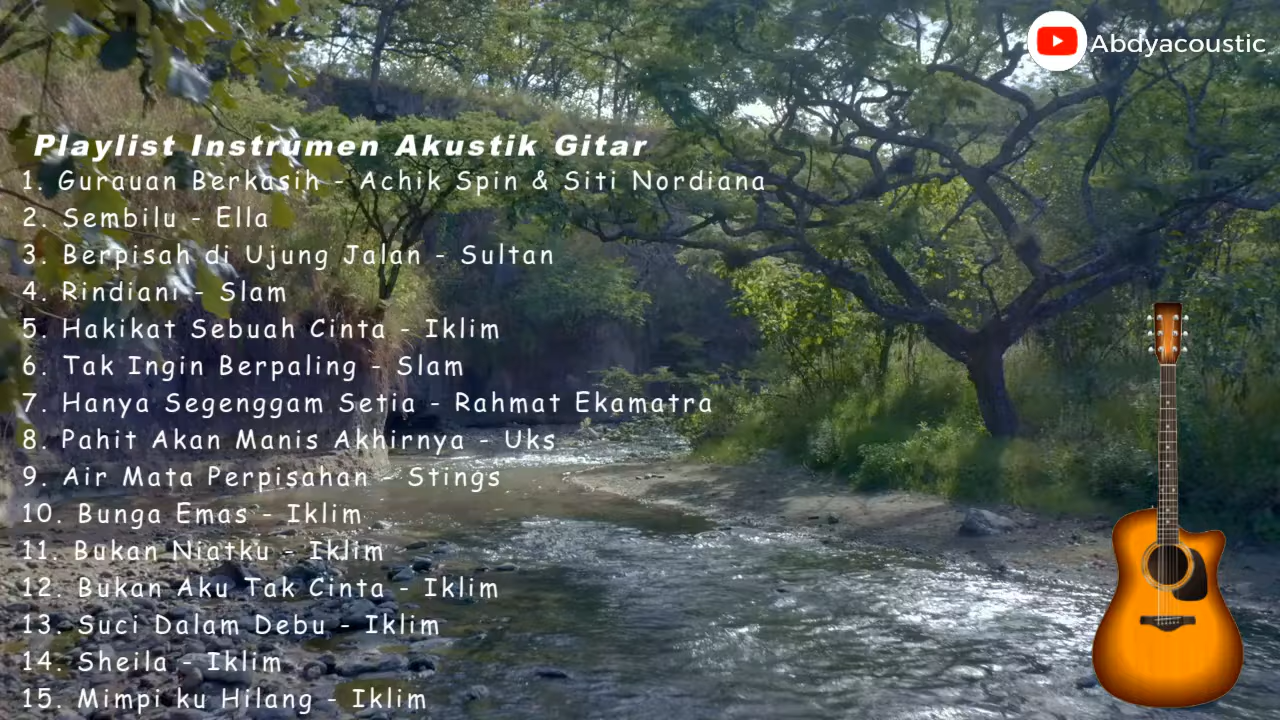 Abdyacoustic
Playlist Instrumen Akustik Gitar
1. Gurauan Berkasih - Achik Spin & Siti Nordiana
2. Sembilu - Ella
3. Berpisah di Ujung Jalan - Sultan
4. Rindiani - Slam
5. Hakikat Sebuah Cinta - Iklim
6. Tak Ingin Berpaling - Slam
7. Hanya Segenggam Setia - Rahmat Ekamatra
8. Pahit Akan Manis Akhirnya - Uks
9. Air Mata Perpisahan - Stings
10. Bunga Emas - Iklim
11. Bukan Niatku - Iklim
12. Bukan Aku Tak Cinta - Iklim
13. Suci Dalam Debu - Iklim
14. Sheila - Iklim
15. Mimpi ku Hilang - Iklim